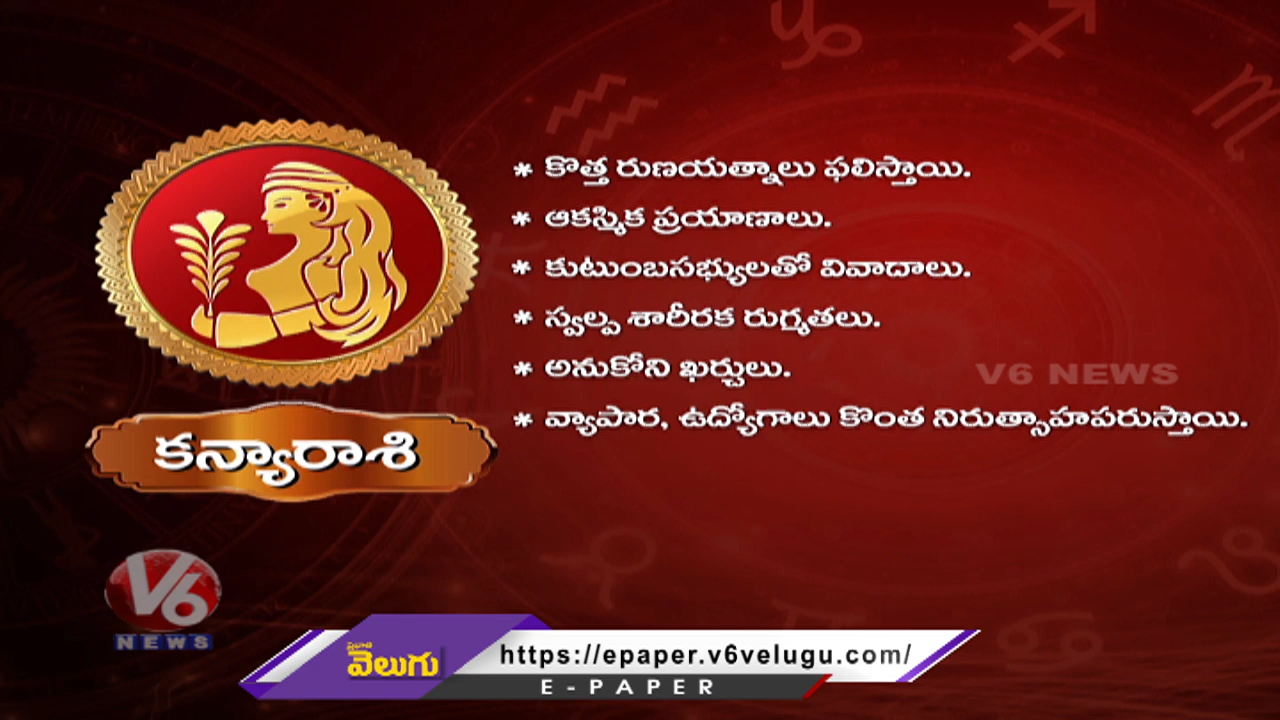 * కొత్త రుణయత్నాలు ఫలిస్తాయి.
* ఆకస్మిక ప్రయాణాలు.
* కుటుంబసభ్యులతో వివాదాలు.
* స్వల్ప శారీరక రుగ్మతలు.
* అనుకోని ఖర్చులు.
V6 NEWS
* వ్యాపార, ఉద్యోగాలు కొంత నిరుత్సాహపరుస్తాయి.
కన్యారాశి
V6
NEWS
ప్రభాత
వెలుగు
https://epaper.v6velugu.com/
E-PAPER